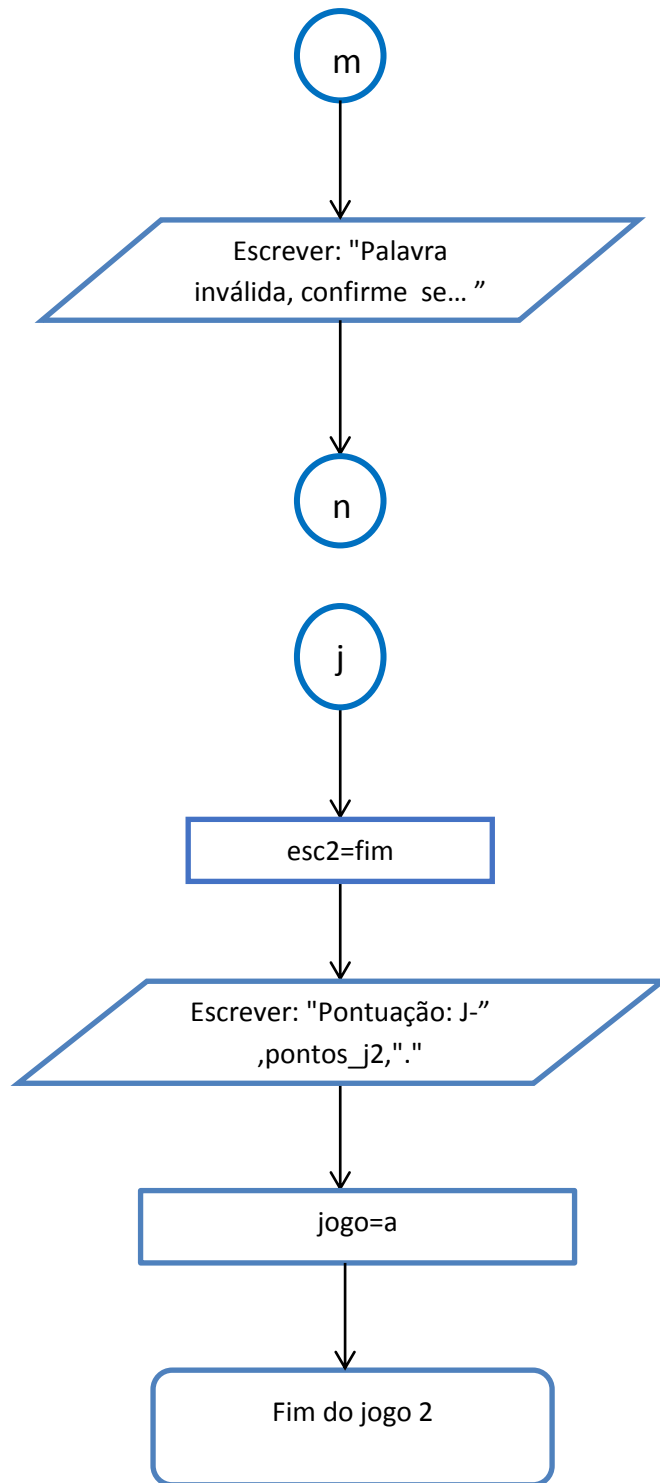 m
Escrever: "Palavra
inválida, confirme  se… ”
n
j
esc2=fim
Escrever: "Pontuação: J-”
,pontos_j2,"."
jogo=a
Fim do jogo 2